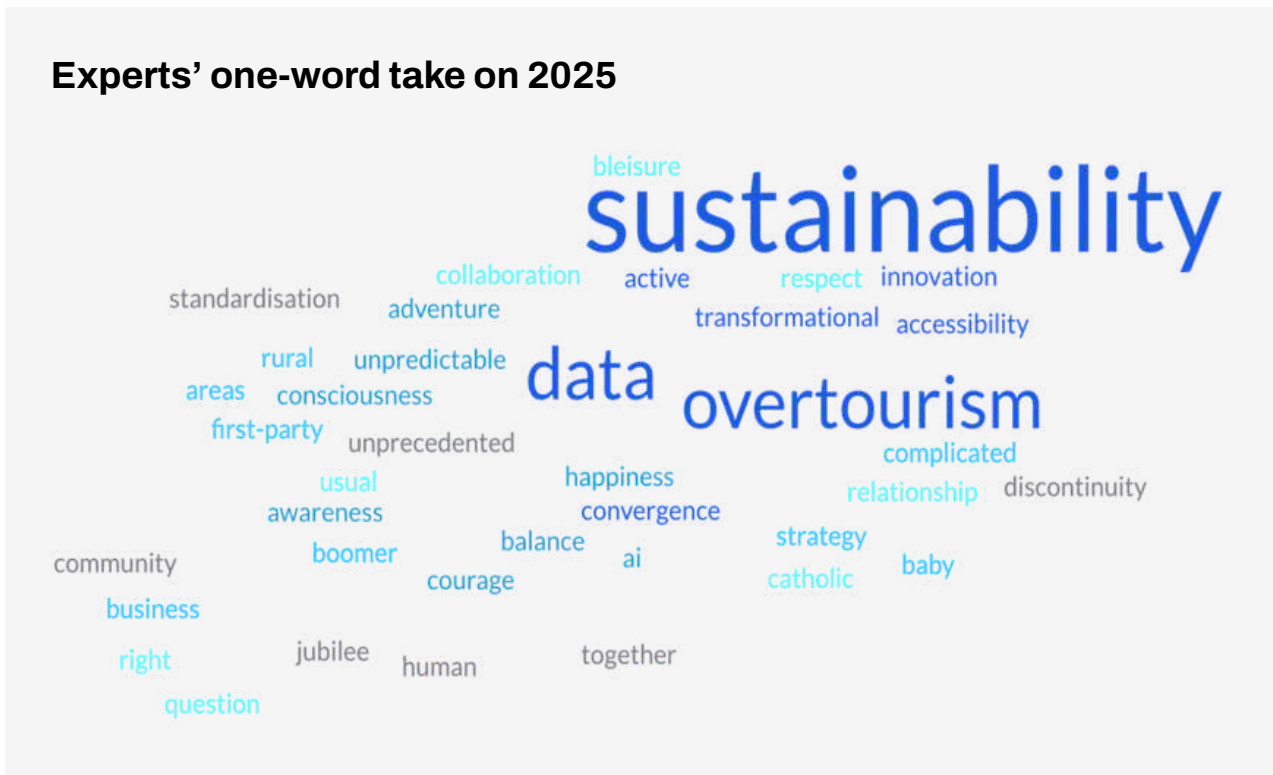 Experts’ one-word take on 2025
bleisure
sustainability
collaboration
active
respect
innovation
standardisation
adventure
transformational
accessibility
rural
unpredictable
data
overtourism
areas
consciousness
first-party
unprecedented
complicated
usual
happiness
relationship
discontinuity
awareness
convergence
community
boomer
balance
ai
strategy
baby
courage
catholic
business
right
jubilee
human
together
question